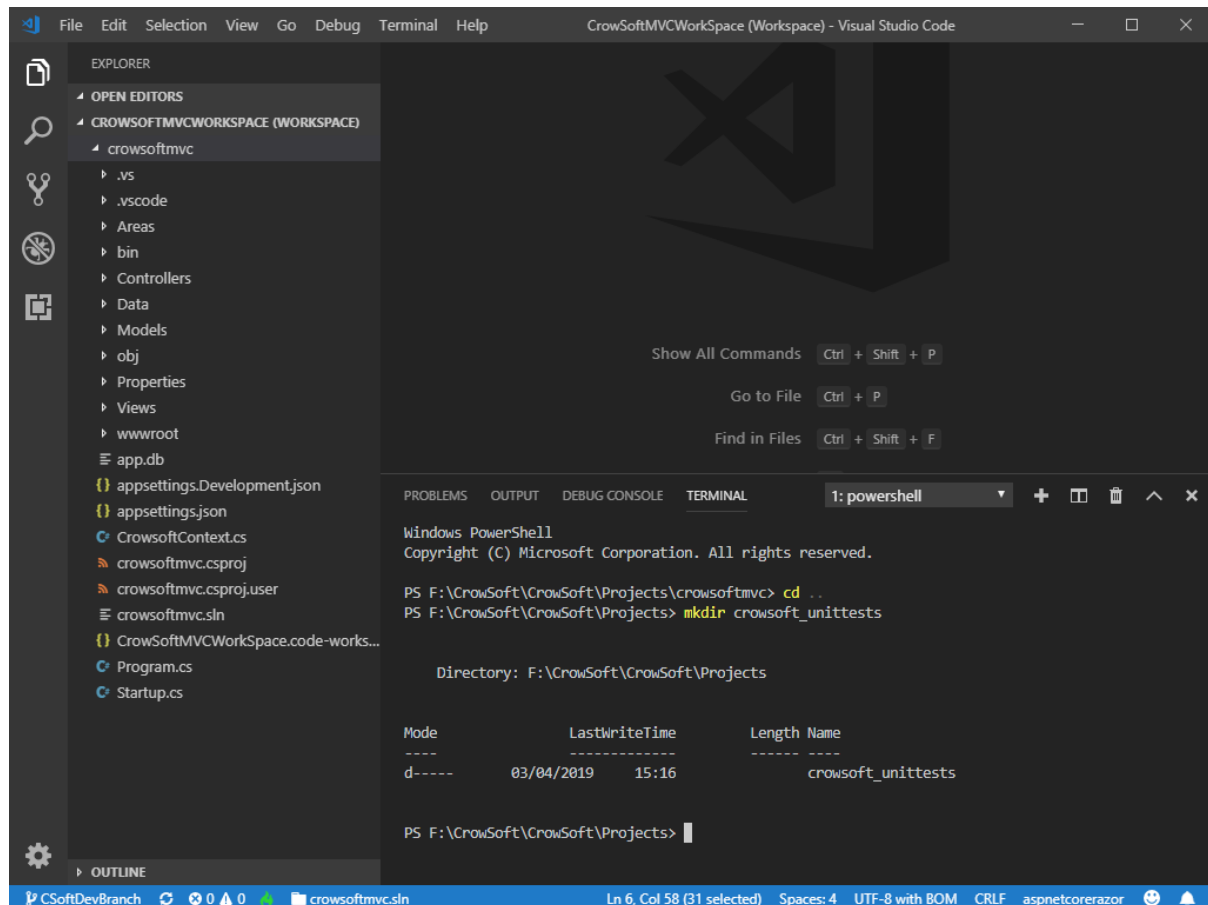 File Edit Selection View Go Debug Terminal Help CrowSoftMVCWorkSpace (Workspace) - Visual Studio Code
EXPLORER
OPEN EDITORS
CROWSOFTMVCWORKSPACE (WORKSPACE)
crowsoftmvc
.vs
.vscode
Areas
bin
Controllers
Data
Models
obj
Properties
Views
wwwroot
app.db
appsettings.Development.json
appsettings.json
CrowsoftContext.cs
crowsoftmvc.csproj
crowsoftmvc.csproj.user
crowsoftmvc.sln
CrowSoftMVCWorkSpace.code-works...
Program.cs
Startup.cs
OUTLINE
Show All Commands Ctrl + Shift + P
Go to File Ctrl + P
Find in Files Ctrl + Shift + F
PROBLEMS OUTPUT DEBUG CONSOLE TERMINAL 1: powershell
Windows PowerShell
Copyright (C) Microsoft Corporation. All rights reserved.
PS F:\CrowSoft\CrowSoft\Projects\crowsoftmvc> cd ..
PS F:\CrowSoft\CrowSoft\Projects> mkdir crowsoft_unittests
Directory: F:\CrowSoft\CrowSoft\Projects
Mode LastWriteTime Length Name
---- ------------- ------ ----
d----- 03/04/2019 15:16 crowsoft_unittests
PS F:\CrowSoft\CrowSoft\Projects>
CSoftDevBranch 0 0 crowsoftmvc.sln Ln 6, Col 58 (31 selected) Spaces: 4 UTF-8 with BOM CRLF aspnetcorerazor